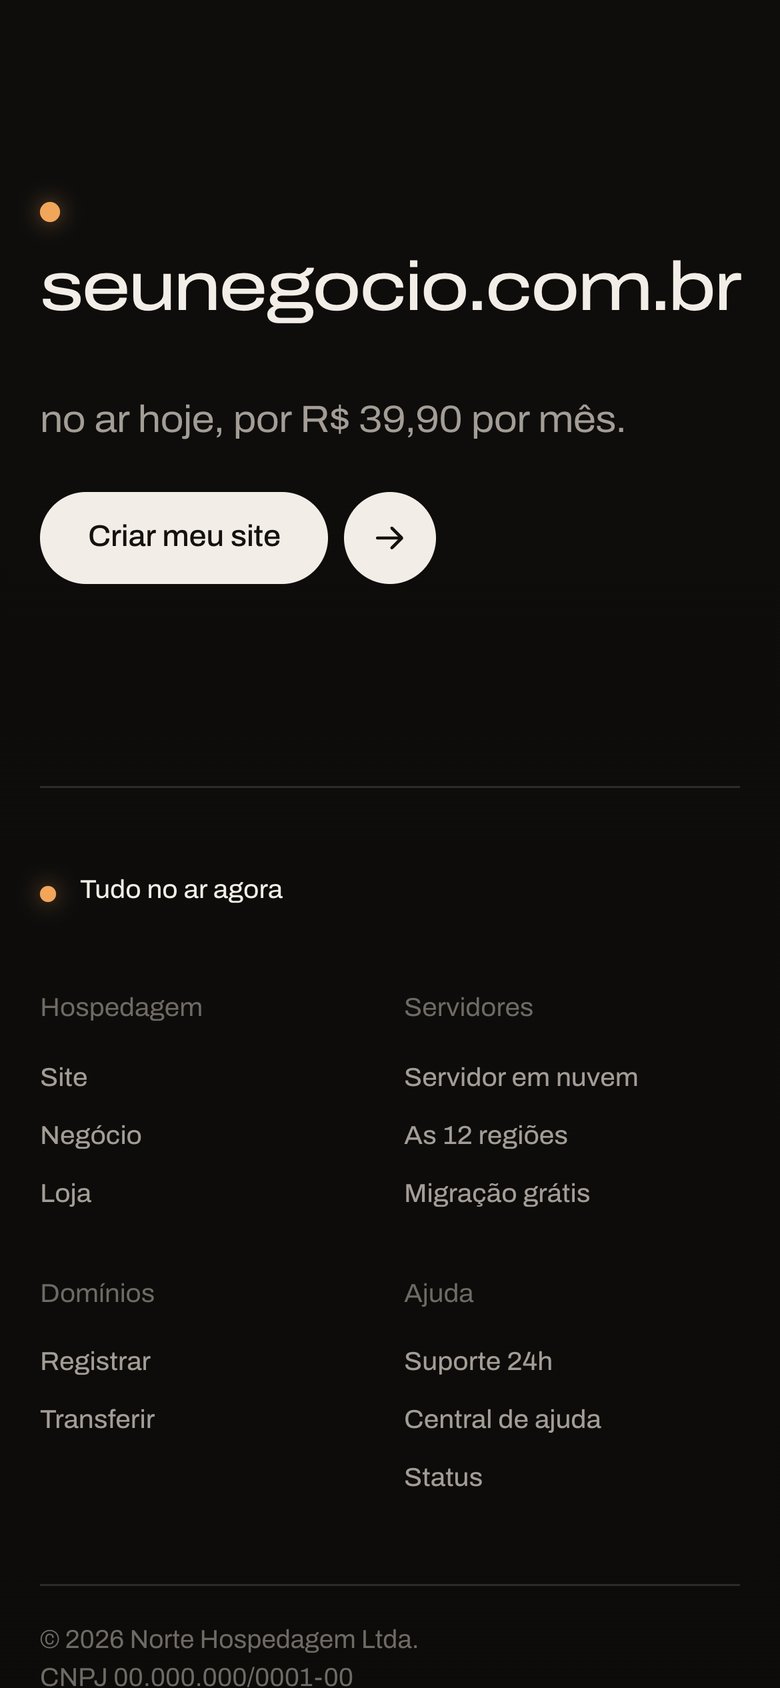 seunegocio.com.br
no ar hoje, por R$ 39,90 por mês.
Criar meu site
Tudo no ar agora
Hospedagem
Site
Negócio
Loja
Servidores
Servidor em nuvem
As 12 regiões
Migração grátis
Domínios
Registrar
Transferir
Ajuda
Suporte 24h
Central de ajuda
Status
© 2026 Norte Hospedagem Ltda.
CNPJ 00.000.000/0001-00